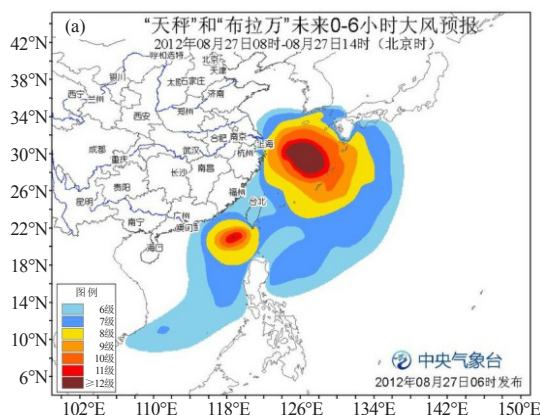 (a)
“天秤”和“布拉万”未来0-6小时大风预报
2012年08月27日08时-08月27日14时（北京时）
42°N
38°N
34°N
30°N
26°N
22°N
18°N
14°N
10°N
6°N
呼和浩特
北京
天津
银川
太原
石家庄
济南
西宁
兰州
西安
郑州
合肥
南京
上海
成都
武汉
杭州
重庆
南昌
长沙
贵阳
福州
台北
昆明
广州
南宁
澳门
海口
图例
6级
7级
8级
9级
10级
11级
≥12级
中央气象台
2012年08月27日06时发布
102°E
110°E
118°E
126°E
134°E
142°E
150°E